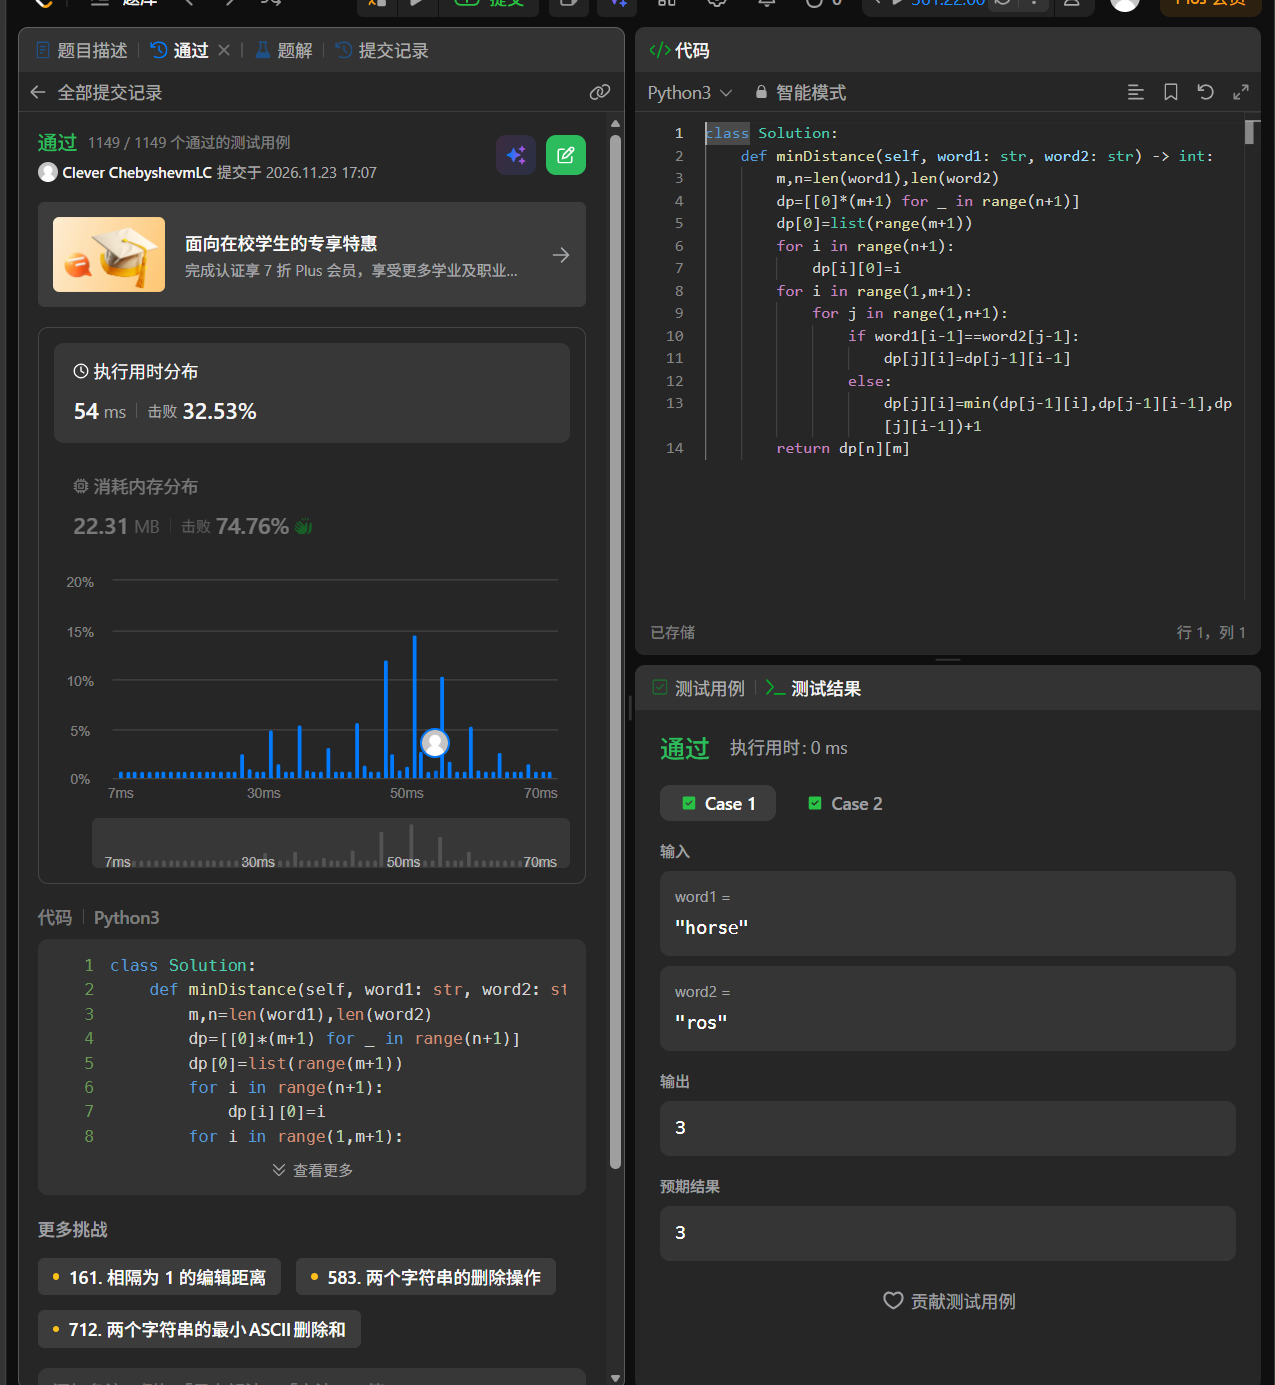 题目描述
通过
题解
提交记录
全部提交记录
通过
1149 / 1149 个通过的测试用例
Clever ChebyshevmLC 提交于 2026.11.23 17:07
面向在校学生的专享特惠
完成认证享 7 折 Plus 会员，享受更多学业及职业...
执行用时分布
54 ms
击败 32.53%
消耗内存分布
22.31 MB
击败 74.76%
20%
15%
10%
5%
0%
7ms
30ms
50ms
70ms
7ms
30ms
50ms
70ms
代码
Python3
1 class Solution:
2 def minDistance(self, word1: str, word2: st
3 m,n=len(word1),len(word2)
4 dp=[[0]*(m+1) for _ in range(n+1)]
5 dp[0]=list(range(m+1))
6 for i in range(n+1):
7 dp[i][0]=i
8 for i in range(1,m+1):
查看更多
更多挑战
161. 相隔为 1 的编辑距离
583. 两个字符串的删除操作
712. 两个字符串的最小 ASCII 删除和
代码
Python3
智能模式
1 class Solution:
2 def minDistance(self, word1: str, word2: str) -> int:
3 m,n=len(word1),len(word2)
4 dp=[[0]*(m+1) for _ in range(n+1)]
5 dp[0]=list(range(m+1))
6 for i in range(n+1):
7 dp[i][0]=i
8 for i in range(1,m+1):
9 for j in range(1,n+1):
10 if word1[i-1]==word2[j-1]:
11 dp[j][i]=dp[j-1][i-1]
12 else:
13 dp[j][i]=min(dp[j-1][i],dp[j-1][i-1],dp
[j][i-1])+1
14 return dp[n][m]
已存储
行 1，列 1
测试用例
测试结果
通过
执行用时: 0 ms
Case 1
Case 2
输入
word1 =
"horse"
word2 =
"ros"
输出
3
预期结果
3
贡献测试用例